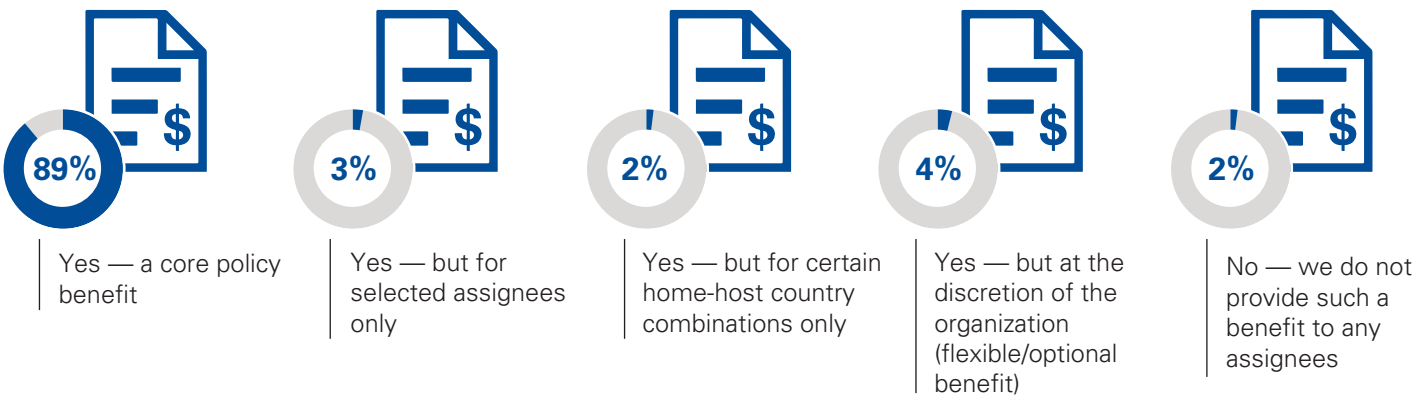 $
89%
Yes — a core policy
benefit
$
3%
Yes — but for
selected assignees
only
$
2%
Yes — but for certain
home-host country
combinations only
$
4%
Yes — but at the
discretion of the
organization
(flexible/optional
benefit)
$
2%
No — we do not
provide such a
benefit to any
assignees